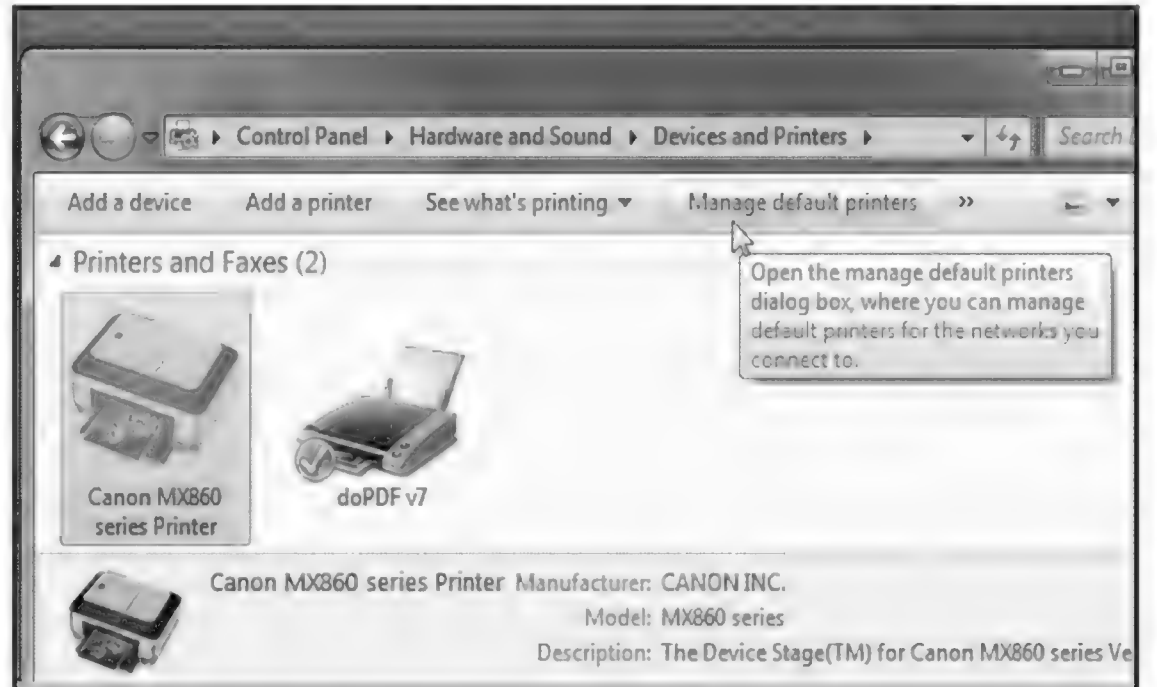 Control Panel ▸ Hardware and Sound ▸ Devices and Printers ▸ Search
Add a device Add a printer See what's printing ▾ Manage default printers »
Printers and Faxes (2)
Open the manage default printers
dialog box, where you can manage
default printers for the networks you
connect to.
Canon MX860
series Printer
doPDF v7
Canon MX860 series Printer Manufacturer: CANON INC.
Model: MX860 series
Description: The Device Stage(TM) for Canon MX860 series Ve